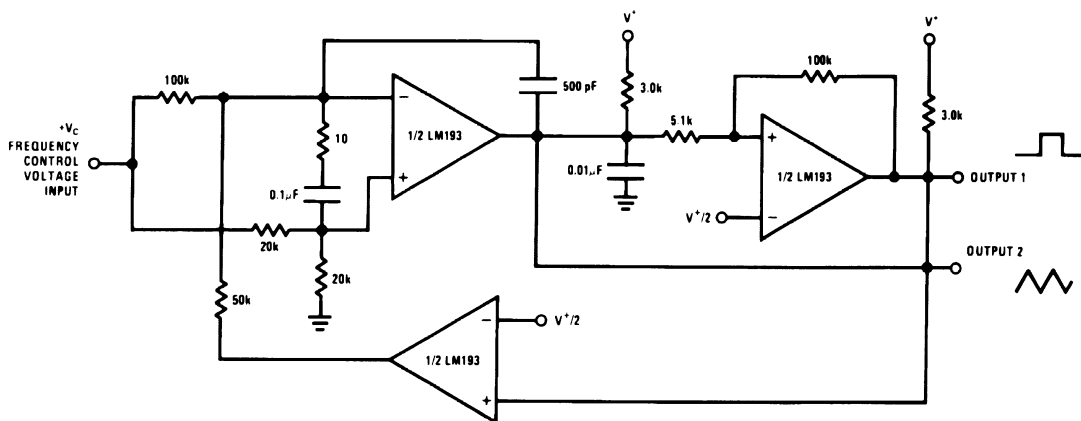 V+
V+
100k
500 pF
3.0k
100k
3.0k
+VC
FREQUENCY
CONTROL
VOLTAGE
INPUT
10
−
1/2 LM193
+
5.1k
+
1/2 LM193
−
OUTPUT 1
0.1μF
0.01μF
V+/2
20k
20k
OUTPUT 2
50k
−
V+/2
1/2 LM193
+